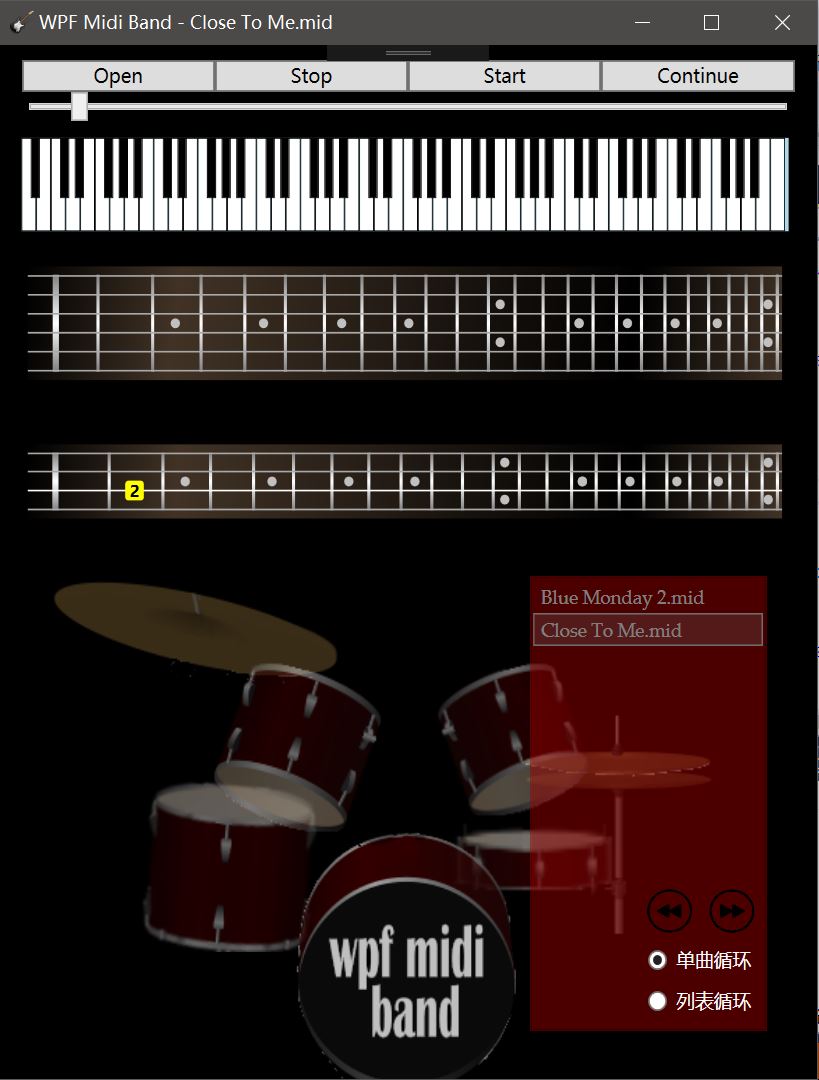 WPF Midi Band - Close To Me.mid
Open Stop Start Continue
2
Blue Monday 2.mid
Close To Me.mid
wpf midi
band
单曲循环
列表循环